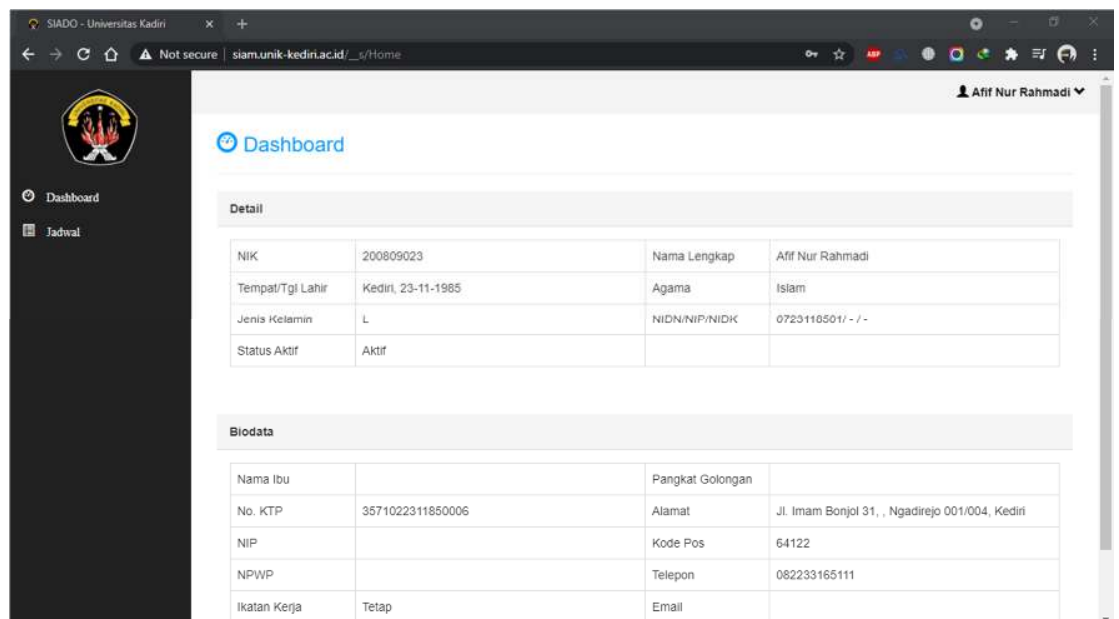 SIADO - Universitas Kadiri
Not secure siam.unik-kediri.ac.id/__s/Home
ABP
Afif Nur Rahmadi
Dashboard
Dashboard
Jadwal
Detail
NIK 200809023 Nama Lengkap Afif Nur Rahmadi
Tempat/Tgl Lahir Kediri, 23-11-1985 Agama Islam
Jenis Kelamin L NIDN/NIP/NIDK 0723118501/ - / -
Status Aktif Aktif
Biodata
Nama Ibu Pangkat Golongan
No. KTP 3571022311850006 Alamat Jl. Imam Bonjol 31, , Ngadirejo 001/004, Kediri
NIP Kode Pos 64122
NPWP Telepon 082233165111
Ikatan Kerja Tetap Email